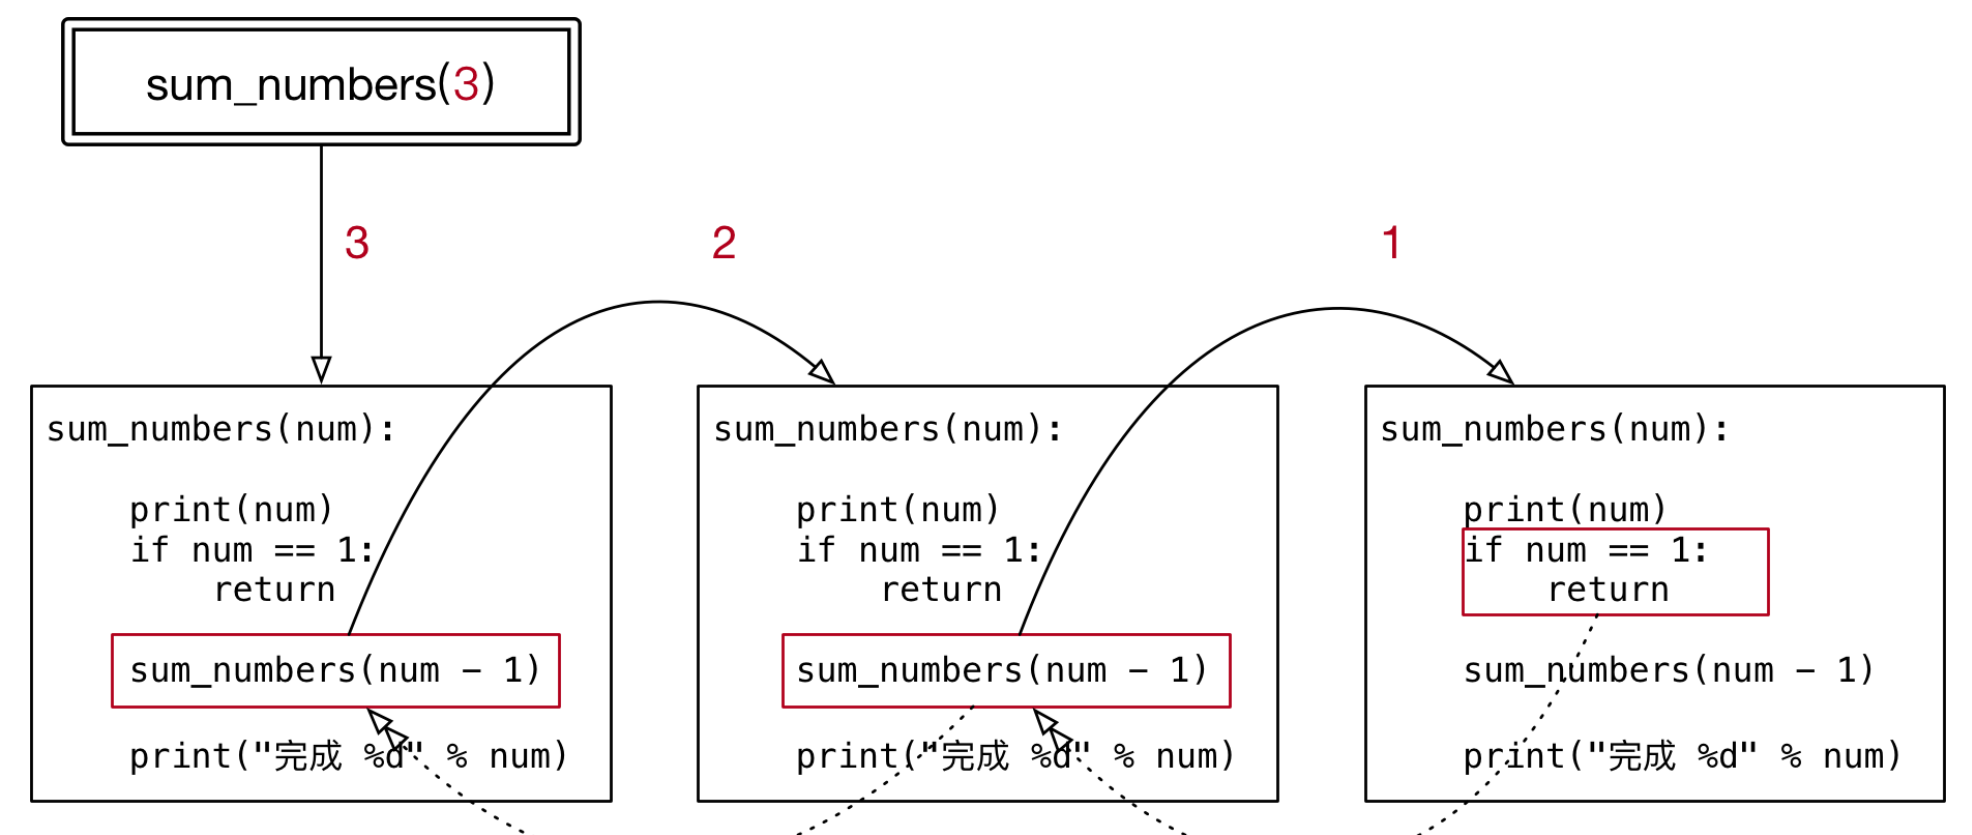 sum_numbers(3)
3
2
1
sum_numbers(num):
print(num)
if num == 1:
return
sum_numbers(num - 1)
print("完成 %d" % num)
sum_numbers(num):
print(num)
if num == 1:
return
sum_numbers(num - 1)
print("完成 %d" % num)
sum_numbers(num):
print(num)
if num == 1:
return
sum_numbers(num - 1)
print("完成 %d" % num)